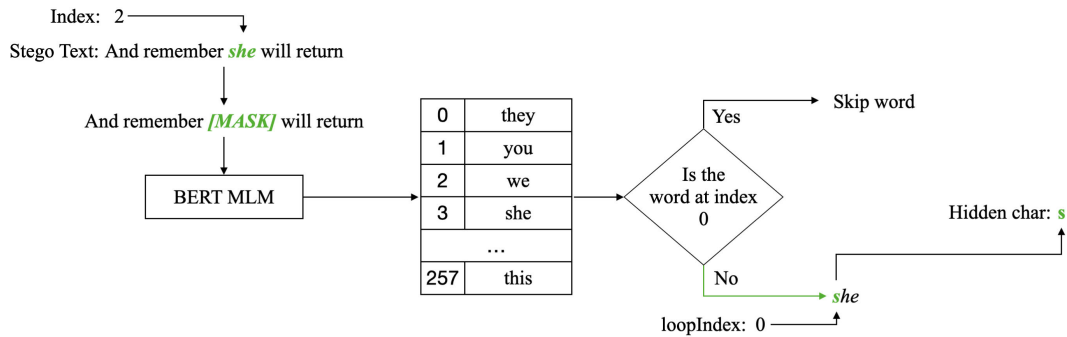 Index: 2
Stego Text: And remember she will return
And remember [MASK] will return
BERT MLM
0 they
1 you
2 we
3 she
...
257 this
Is the
word at index
0
Yes
Skip word
No
she
loopIndex: 0
Hidden char: s